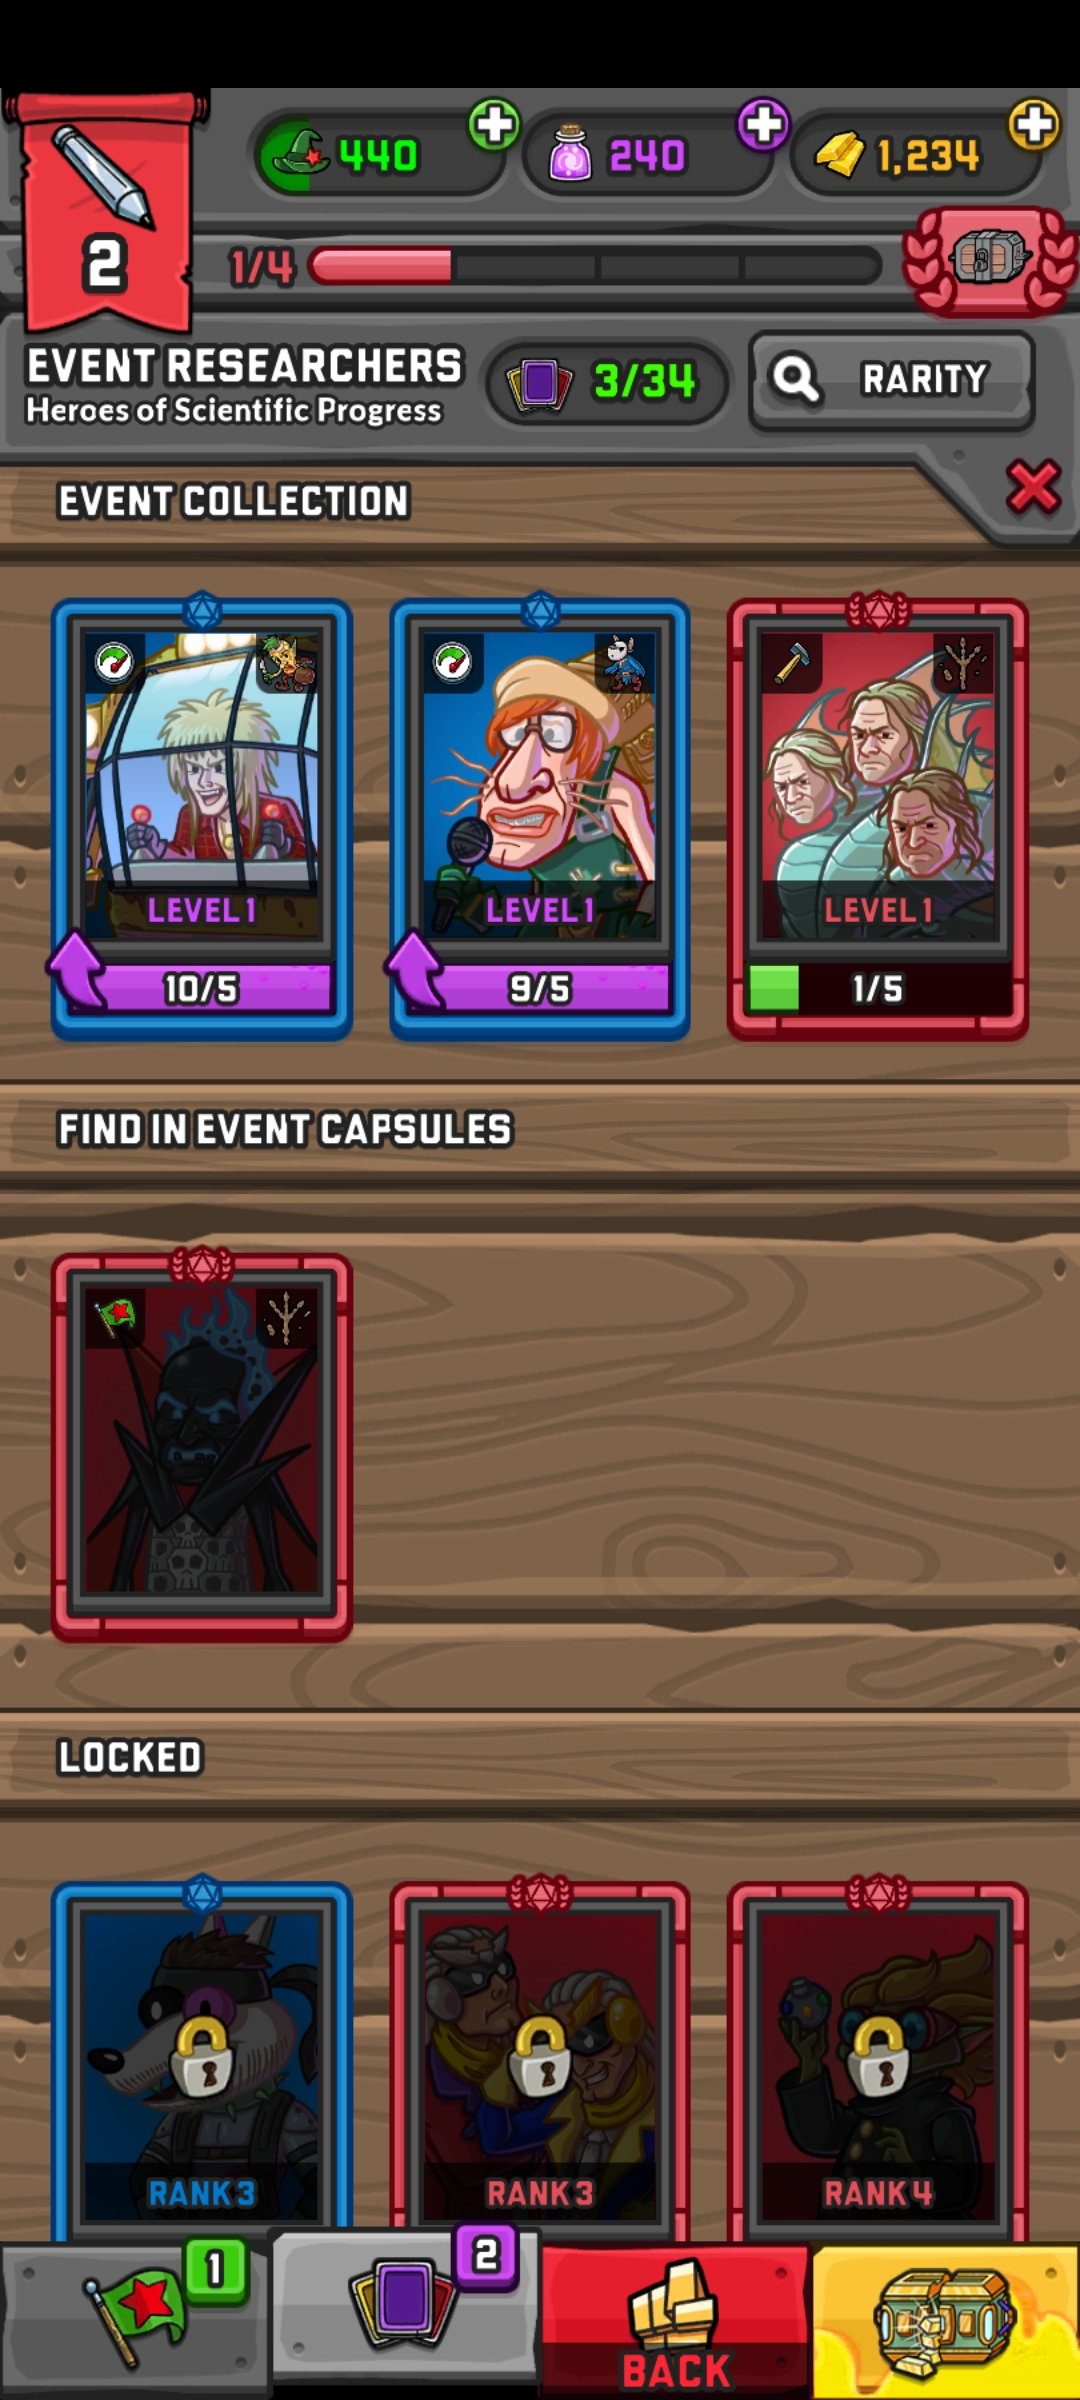 440
240
1,234
2
1/4
EVENT RESEARCHERS
Heroes of Scientific Progress
3/34
RARITY
EVENT COLLECTION
LEVEL 1
LEVEL 1
LEVEL 1
10/5
9/5
1/5
FIND IN EVENT CAPSULES
LOCKED
RANK 3
RANK 3
RANK 4
1
2
BACK